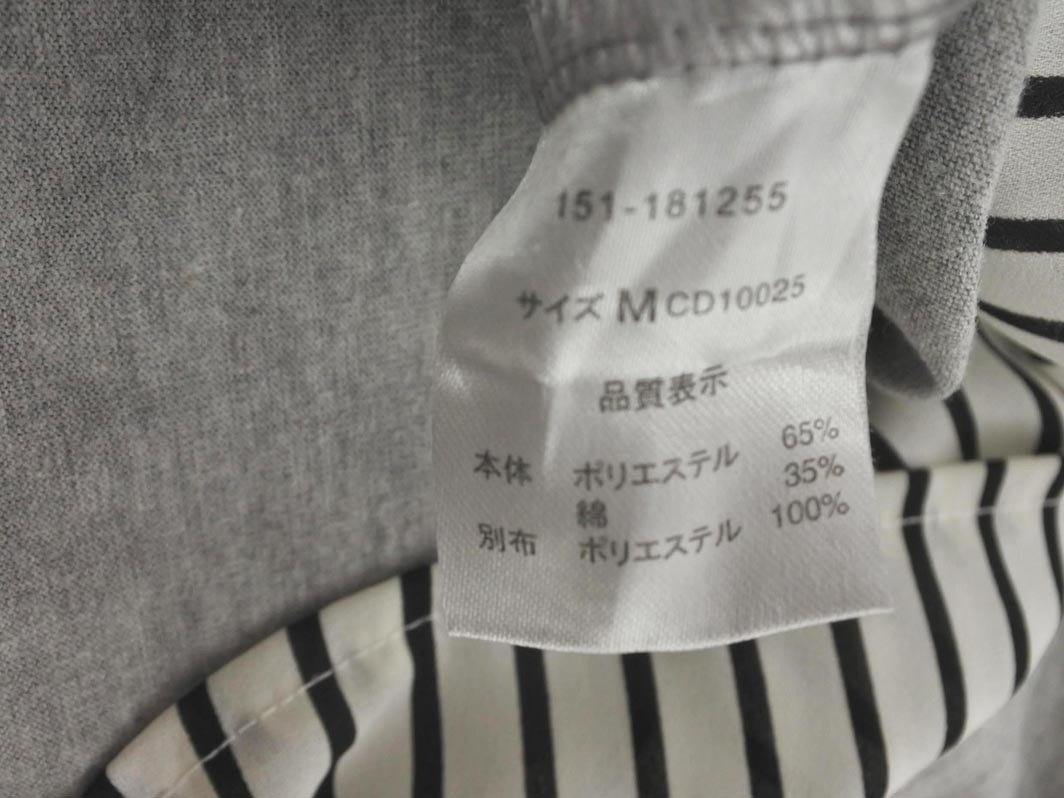 151-181255
サイズ M CD10025
品質表示
本体 ポリエステル 65%
綿 35%
別布 ポリエステル 100%